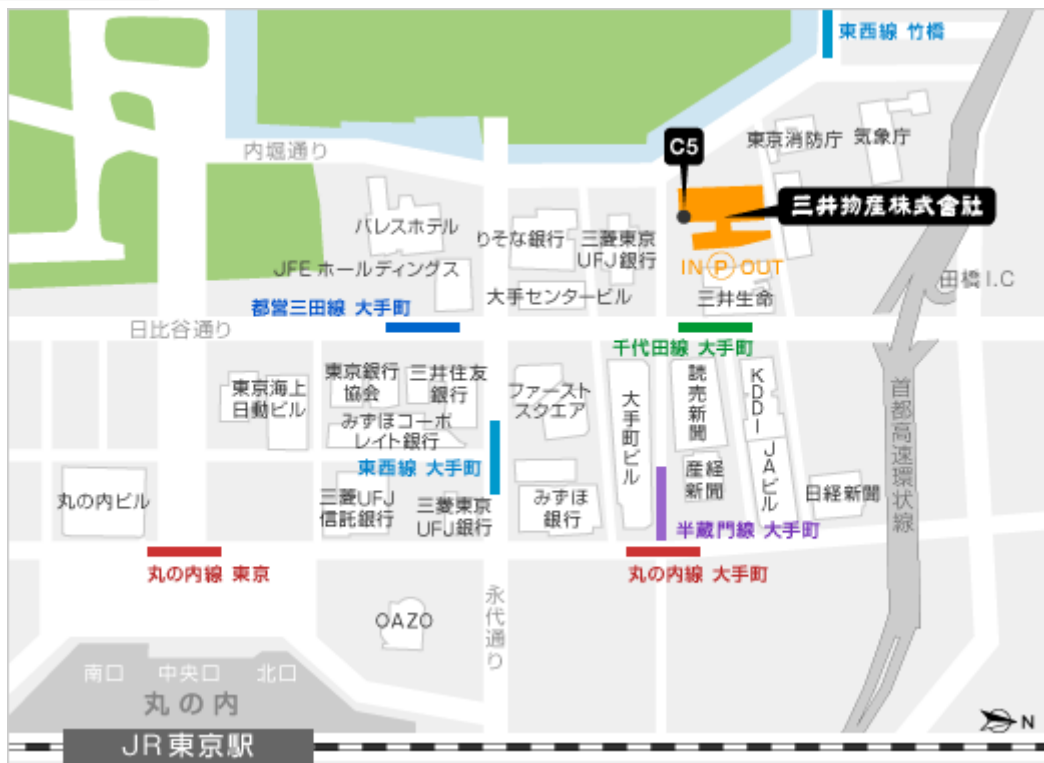 東西線 竹橋
内堀通り
C5
東京消防庁
気象庁
三井物産株式會社
パレスホテル
りそな銀行
三菱東京
UFJ銀行
JFE ホールディングス
IN P OUT
田橋 I.C
大手センタービル
三井生命
都営三田線 大手町
日比谷通り
千代田線 大手町
東京海上
日動ビル
東京銀行
協会
三井住友
銀行
みずほコーポ
レイト銀行
ファースト
スクエア
大手町ビル
読売新聞
KDDI
首都高速環状線
東西線 大手町
産経
新聞
JAビル
日経新聞
丸の内ビル
三菱UFJ
信託銀行
三菱東京
UFJ銀行
みずほ
銀行
半蔵門線 大手町
丸の内線 東京
丸の内線 大手町
永代通り
OAZO
南口 中央口 北口
丸の内
N
JR東京駅